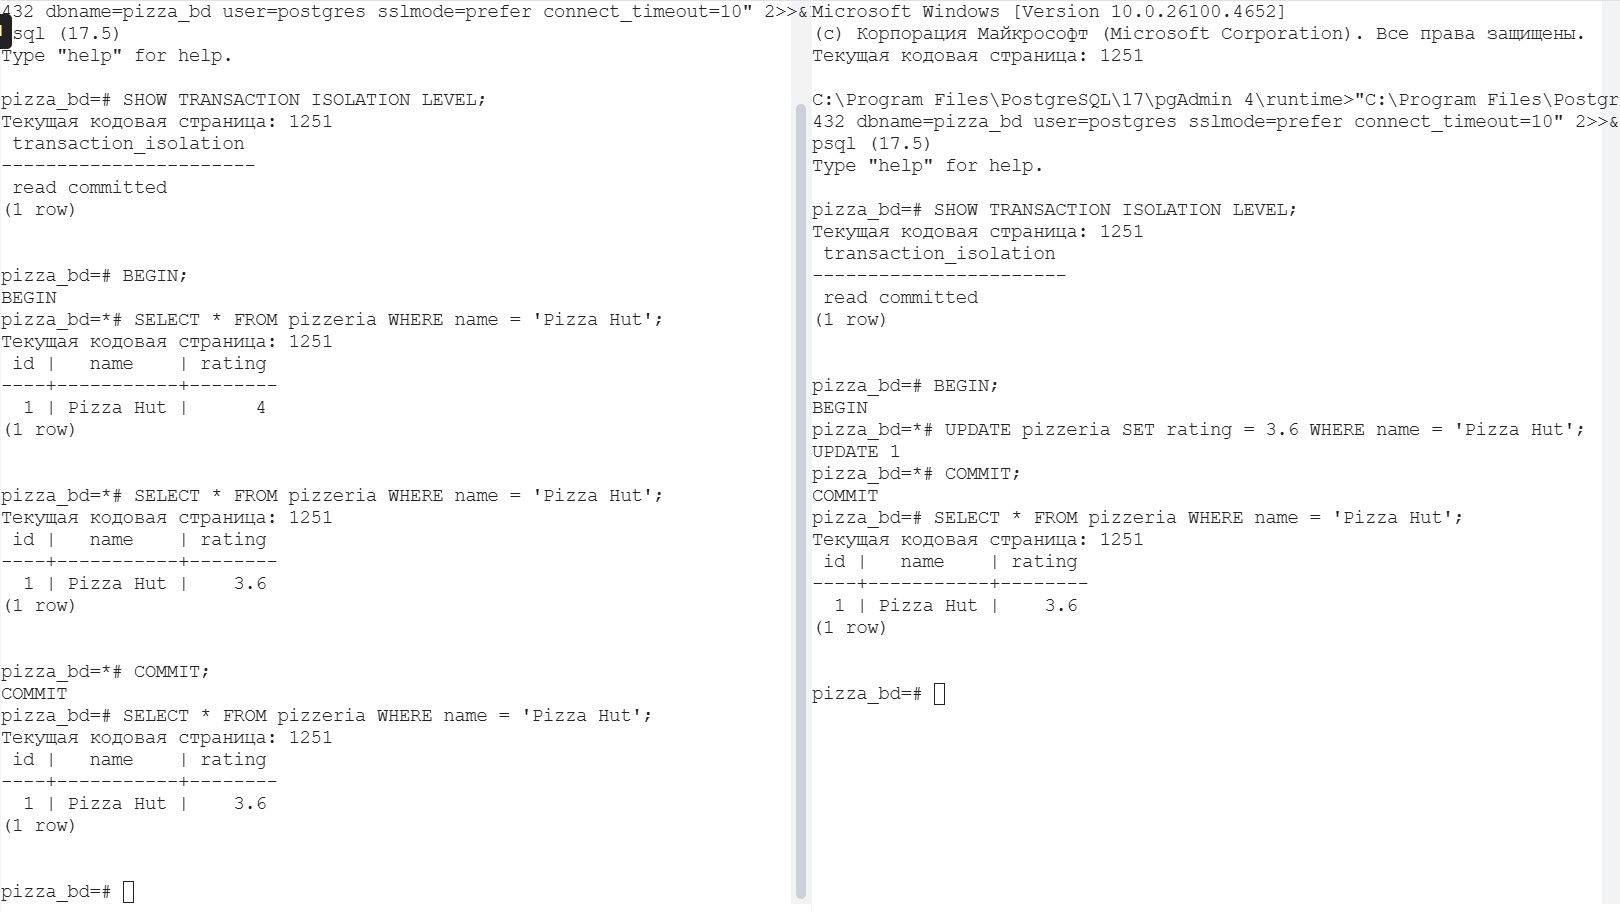 432 dbname=pizza_bd user=postgres sslmode=prefer connect_timeout=10" 2>>&
sql (17.5)
Type "help" for help.
pizza_bd=# SHOW TRANSACTION ISOLATION LEVEL;
Текущая кодовая страница: 1251
transaction_isolation
-----------------------
read committed
(1 row)
pizza_bd=# BEGIN;
BEGIN
pizza_bd=*# SELECT * FROM pizzeria WHERE name = 'Pizza Hut';
Текущая кодовая страница: 1251
id |   name    | rating
----+-----------+--------
1 | Pizza Hut |      4
(1 row)
pizza_bd=*# SELECT * FROM pizzeria WHERE name = 'Pizza Hut';
Текущая кодовая страница: 1251
id |   name    | rating
----+-----------+--------
1 | Pizza Hut |    3.6
(1 row)
pizza_bd=*# COMMIT;
COMMIT
pizza_bd=# SELECT * FROM pizzeria WHERE name = 'Pizza Hut';
Текущая кодовая страница: 1251
id |   name    | rating
----+-----------+--------
1 | Pizza Hut |    3.6
(1 row)
pizza_bd=#
Microsoft Windows [Version 10.0.26100.4652]
(c) Корпорация Майкрософт (Microsoft Corporation). Все права защищены.
Текущая кодовая страница: 1251
C:\Program Files\PostgreSQL\17\pgAdmin 4\runtime>"C:\Program Files\Postgr
432 dbname=pizza_bd user=postgres sslmode=prefer connect_timeout=10" 2>>&
psql (17.5)
Type "help" for help.
pizza_bd=# SHOW TRANSACTION ISOLATION LEVEL;
Текущая кодовая страница: 1251
transaction_isolation
-----------------------
read committed
(1 row)
pizza_bd=# BEGIN;
BEGIN
pizza_bd=*# UPDATE pizzeria SET rating = 3.6 WHERE name = 'Pizza Hut';
UPDATE 1
pizza_bd=*# COMMIT;
COMMIT
pizza_bd=# SELECT * FROM pizzeria WHERE name = 'Pizza Hut';
Текущая кодовая страница: 1251
id |   name    | rating
----+-----------+--------
1 | Pizza Hut |    3.6
(1 row)
pizza_bd=#